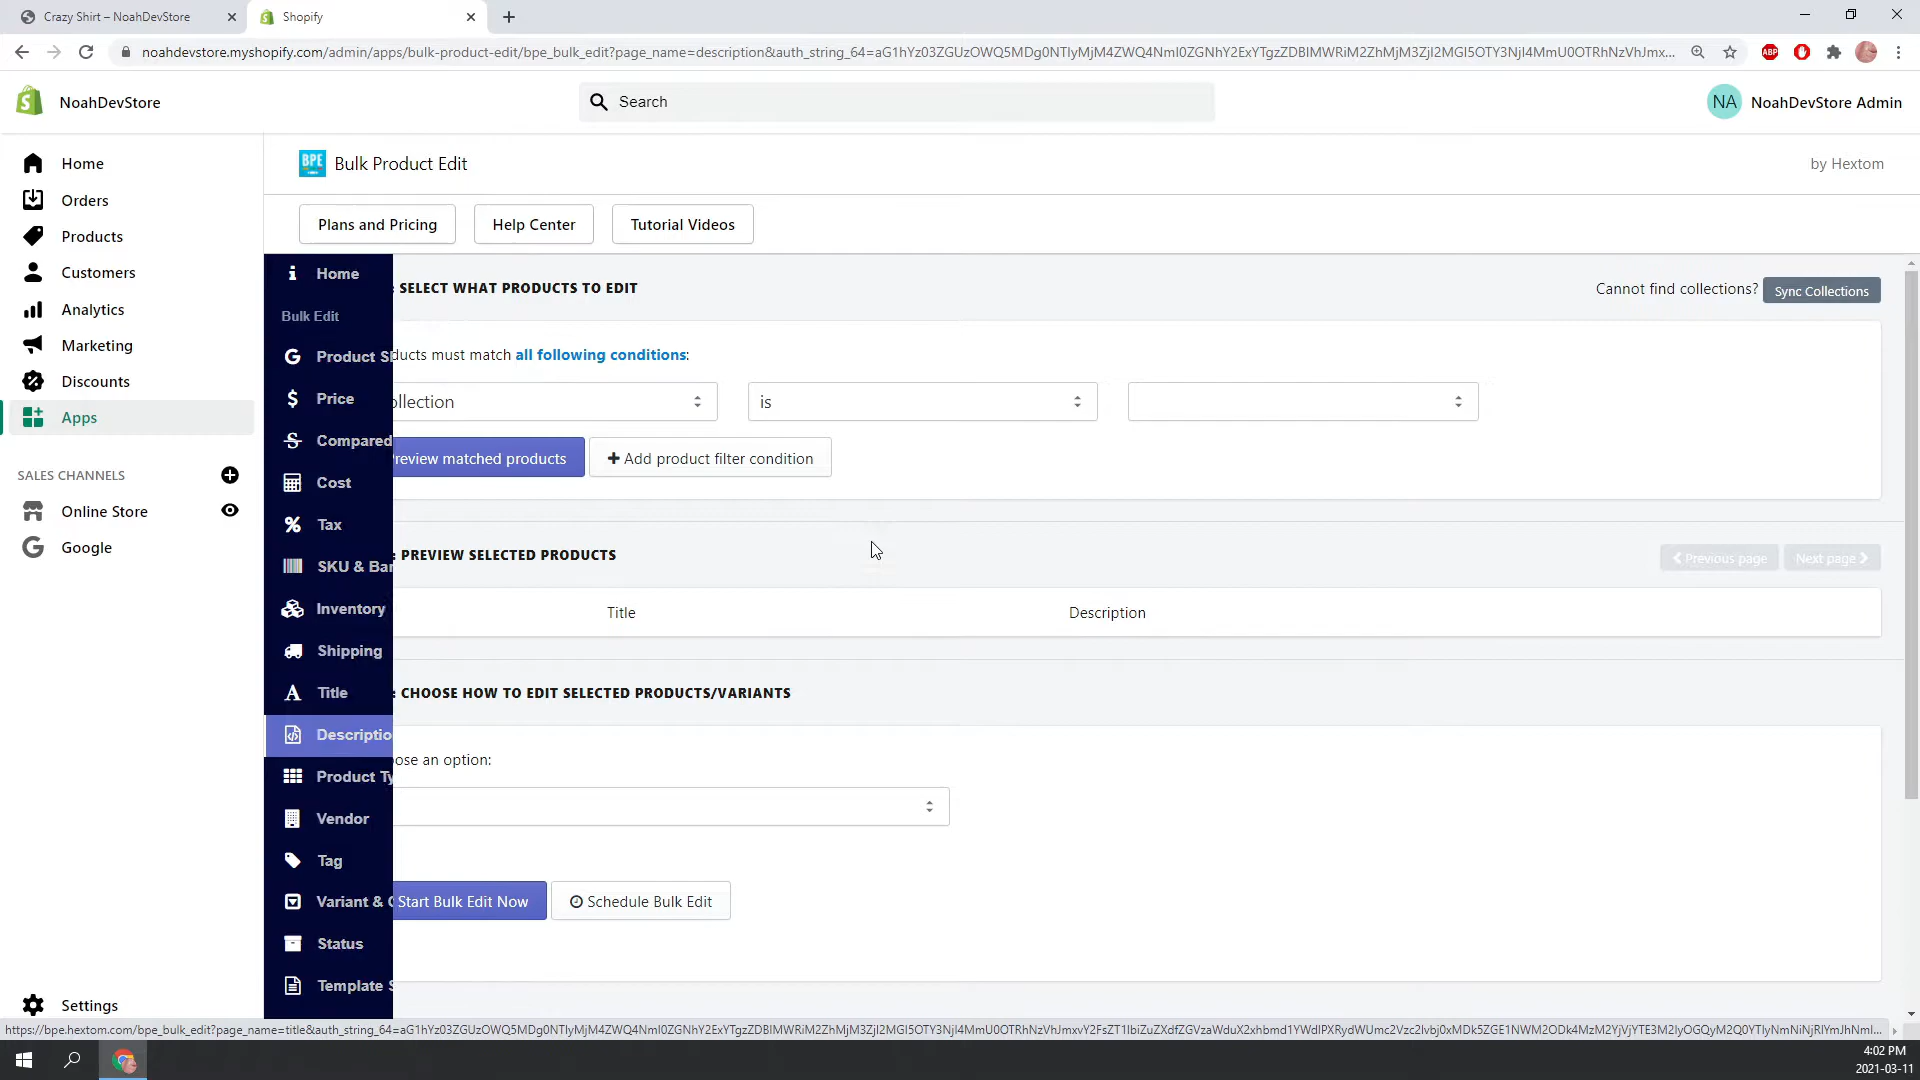 Crazy Shirt – NoahDevStore
Shopify
noahdevstore.myshopify.com/admin/apps/bulk-product-edit/bpe_bulk_edit?page_name=description&auth_string_64=
NoahDevStore
Search
NA
NoahDevStore Admin
Home
Orders
Products
Customers
Analytics
Marketing
Discounts
Apps
SALES CHANNELS
Online Store
Google
Settings
BPE
Bulk Product Edit
by Hextom
Plans and Pricing
Help Center
Tutorial Videos
Home
Bulk Edit
Product S
Price
Compared
Cost
Tax
SKU & Bar
Inventory
Shipping
Title
Descriptio
Product Ty
Vendor
Tag
Variant &
Status
Template S
: SELECT WHAT PRODUCTS TO EDIT
Cannot find collections?
Sync Collections
ducts must match all following conditions:
ollection
is
review matched products
Add product filter condition
: PREVIEW SELECTED PRODUCTS
Previous page
Next page
Title
Description
: CHOOSE HOW TO EDIT SELECTED PRODUCTS/VARIANTS
ose an option:
Start Bulk Edit Now
Schedule Bulk Edit
https://bpe.hextom.com/bpe_bulk_edit?page_name=title&auth_string_64=
ABP
4:02 PM
2021-03-11